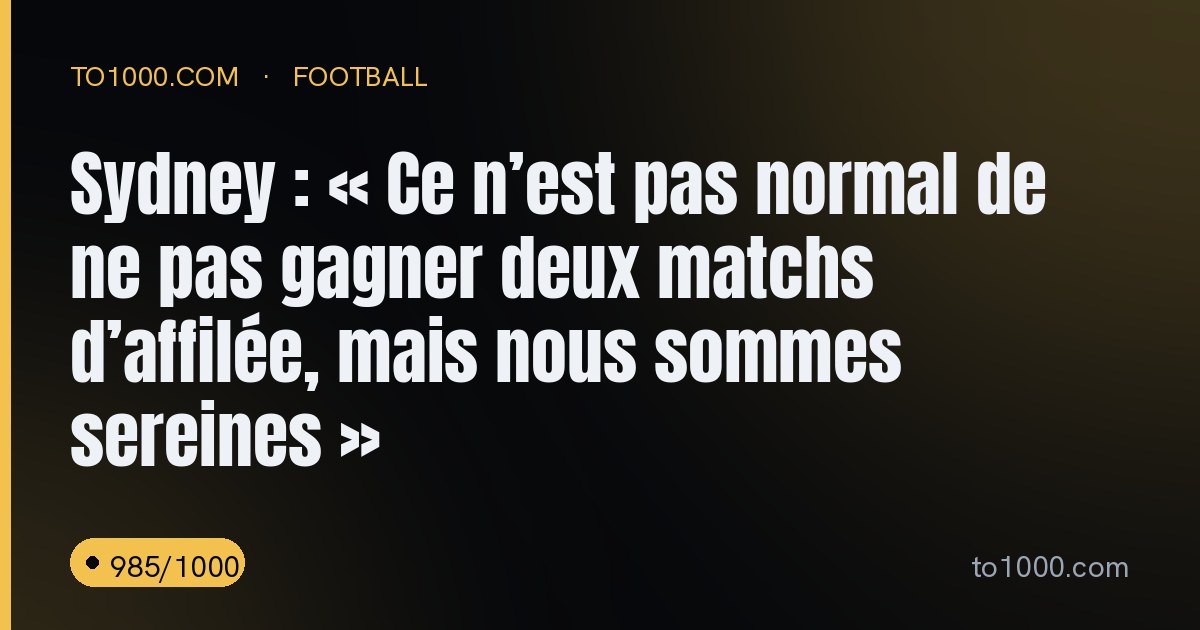 TO1000.COM · FOOTBALL
Sydney : « Ce n’est pas normal de
ne pas gagner deux matchs
d’affilée, mais nous sommes
sereines »
985/1000
to1000.com